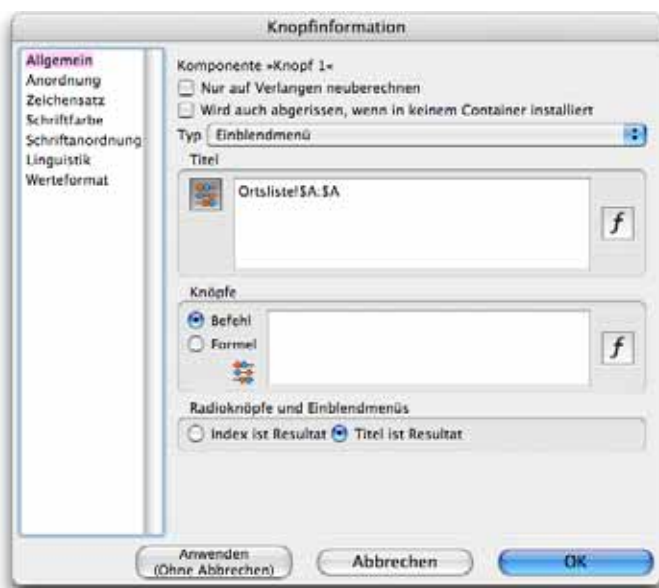 Knopfinformation
Allgemein
Anordnung
Zeichensatz
Schriftfarbe
Schriftanordnung
Linguistik
Werteformat
Komponente »Knopf 1«
Nur auf Verlangen neuberechnen
Wird auch abgerissen, wenn in keinem Container installiert
Typ Einblendmenü
Titel
Ortsliste!$A:$A
f
Knöpfe
Befehl
Formel
f
Radioknöpfe und Einblendmenüs
Index ist Resultat Titel ist Resultat
Anwenden
(Ohne Abbrechen)
Abbrechen
OK